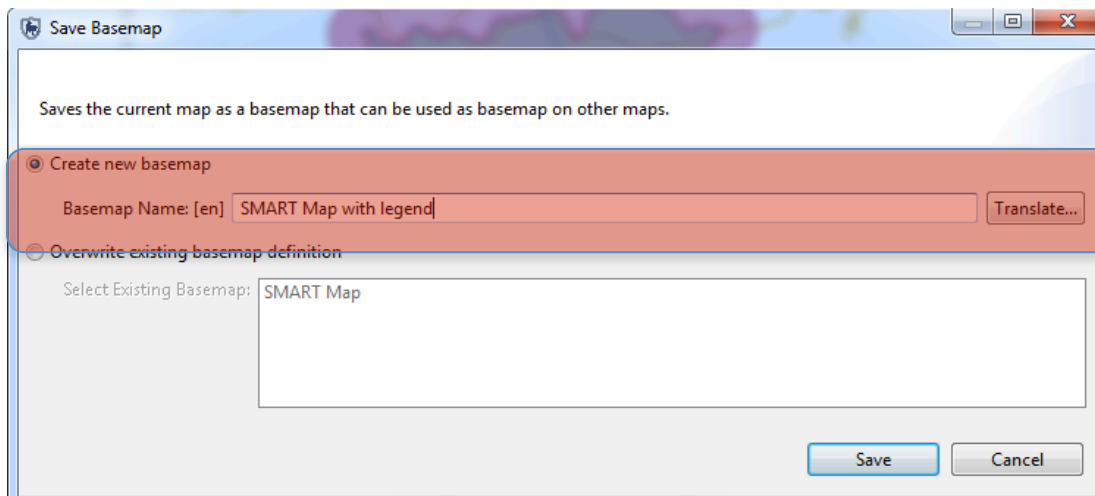 Save Basemap
Saves the current map as a basemap that can be used as basemap on other maps.
Create new basemap
Basemap Name: [en] SMART Map with legend Translate...
Overwrite existing basemap definition
Select Existing Basemap: SMART Map
Save Cancel